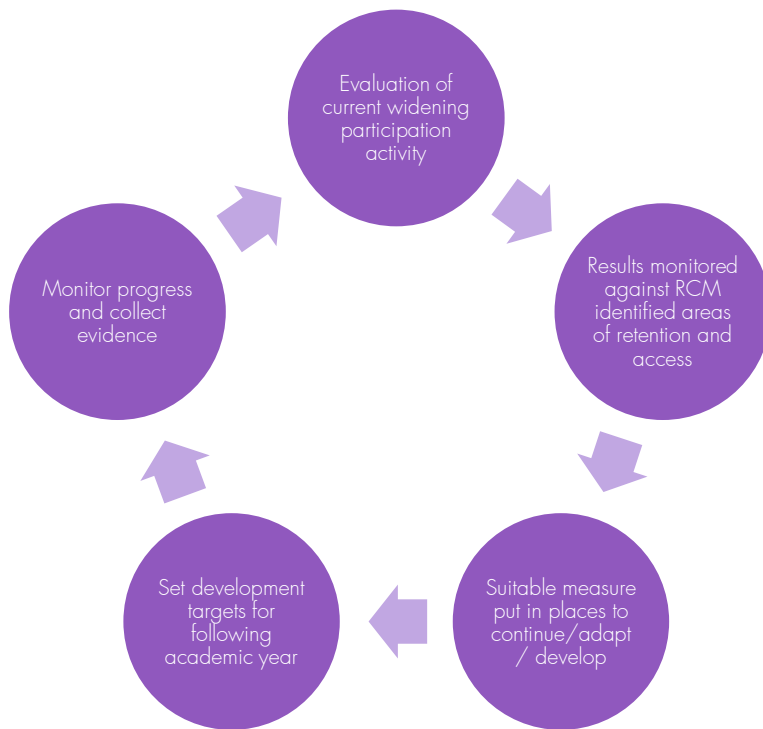 Evaluation of
current widening
participation
activity
Results monitored
against RCM
identified areas
of retention and
access
Suitable measure
put in places to
continue/adapt
/ develop
Set development
targets for
following
academic year
Monitor progress
and collect
evidence